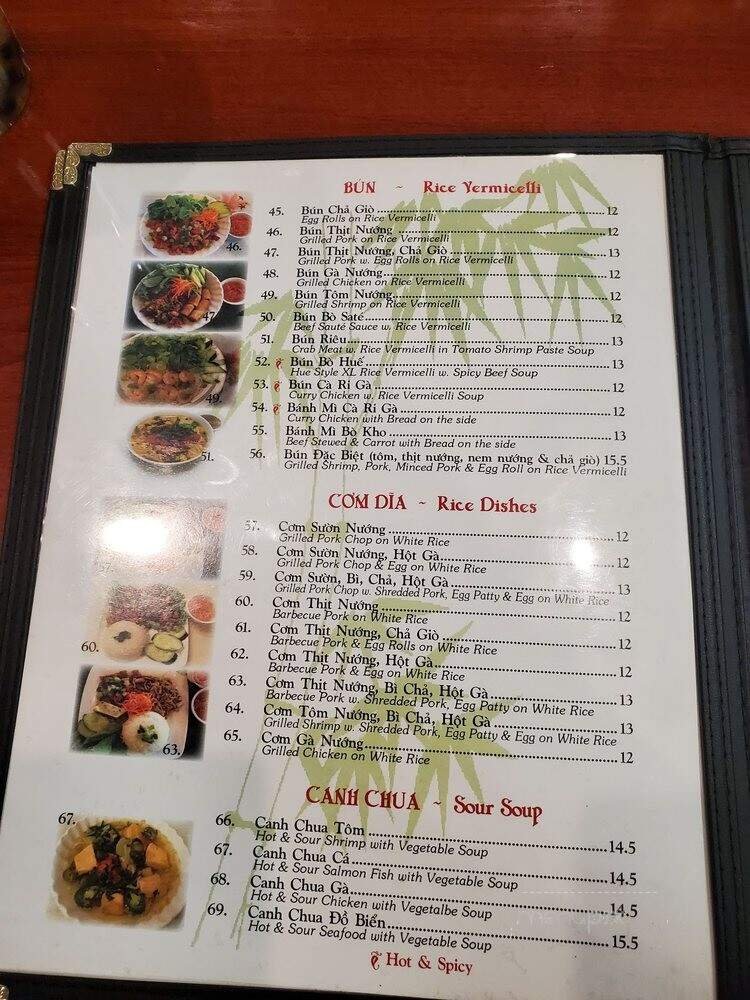 BÚN ~ Rice Vermicelli
45. Bún Chả Giò 12
Egg Rolls on Rice Vermicelli
46. Bún Thịt Nướng 12
Grilled Pork on Rice Vermicelli
47. Bún Thịt Nướng, Chả Giò 13
Grilled Pork w. Egg Rolls on Rice Vermicelli
48. Bún Gà Nướng 12
Grilled Chicken on Rice Vermicelli
49. Bún Tôm Nướng 12
Grilled Shrimp on Rice Vermicelli
50. Bún Bò Saté 12
Beef Sauté Sauce w. Rice Vermicelli
51. Bún Riêu 13
Crab Meat w. Rice Vermicelli in Tomato Shrimp Paste Soup
52. Bún Bò Huế 13
Hue Style XL Rice Vermicelli w. Spicy Beef Soup
53. Bún Cà Rí Gà 12
Curry Chicken w. Rice Vermicelli Soup
54. Bánh Mì Cà Rí Gà 12
Curry Chicken with Bread on the side
55. Bánh Mì Bò Kho 13
Beef Stewed & Carrot with Bread on the side
56. Bún Đặc Biệt (tôm, thịt nướng, nem nướng & chả giò) 15.5
Grilled Shrimp, Pork, Minced Pork & Egg Roll on Rice Vermicelli
46.
47.
49.
51.
CƠM DĨA ~ Rice Dishes
57. Cơm Sườn Nướng 12
Grilled Pork Chop on White Rice
58. Cơm Sườn Nướng, Hột Gà 12
Grilled Pork Chop & Egg on White Rice
59. Cơm Sườn, Bì, Chả, Hột Gà 13
Grilled Pork Chop w. Shredded Pork, Egg Patty & Egg on White Rice
60. Cơm Thịt Nướng 12
Barbecue Pork on White Rice
61. Cơm Thịt Nướng, Chả Giò 12
Barbecue Pork & Egg Rolls on White Rice
62. Cơm Thịt Nướng, Hột Gà 12
Barbecue Pork & Egg on White Rice
63. Cơm Thịt Nướng, Bì Chả, Hột Gà 13
Barbecue Pork w. Shredded Pork, Egg Patty on White Rice
64. Cơm Tôm Nướng, Bì Chả, Hột Gà 13
Grilled Shrimp w. Shredded Pork, Egg Patty & Egg on White Rice
65. Cơm Gà Nướng 12
Grilled Chicken on White Rice
57.
60.
63.
CANH CHUA ~ Sour Soup
66. Canh Chua Tôm 14.5
Hot & Sour Shrimp with Vegetable Soup
67. Canh Chua Cá 14.5
Hot & Sour Salmon Fish with Vegetable Soup
68. Canh Chua Gà 14.5
Hot & Sour Chicken with Vegetalbe Soup
69. Canh Chua Đồ Biển 15.5
Hot & Sour Seafood with Vegetable Soup
67.
Hot & Spicy